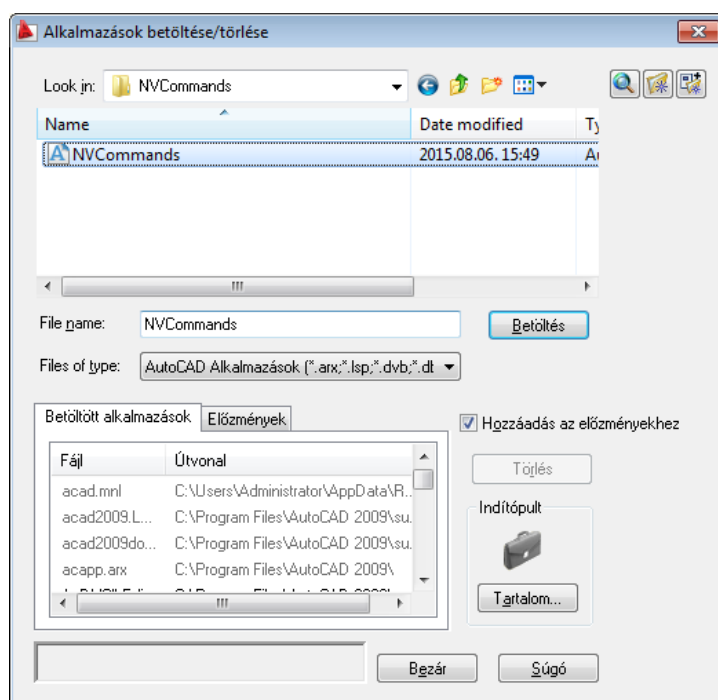 Alkalmazások betöltése/törlése
Look in: NVCommands
Name Date modified Ty
NVCommands 2015.08.06. 15:49 Au
File name: NVCommands Betöltés
Files of type: AutoCAD Alkalmazások (*.arx;*.lsp;*.dvb;*.db
Betöltött alkalmazások Előzmények
Hozzáadás az előzményekhez
Fájl Útvonal
acad.mnl C:\Users\Administrator\AppData\R...
acad2009.L... C:\Program Files\AutoCAD 2009\su...
acad2009do... C:\Program Files\AutoCAD 2009\su...
acapp.arx C:\Program Files\AutoCAD 2009\
Törlés
Indítópult
Tartalom...
Bezár Súgó